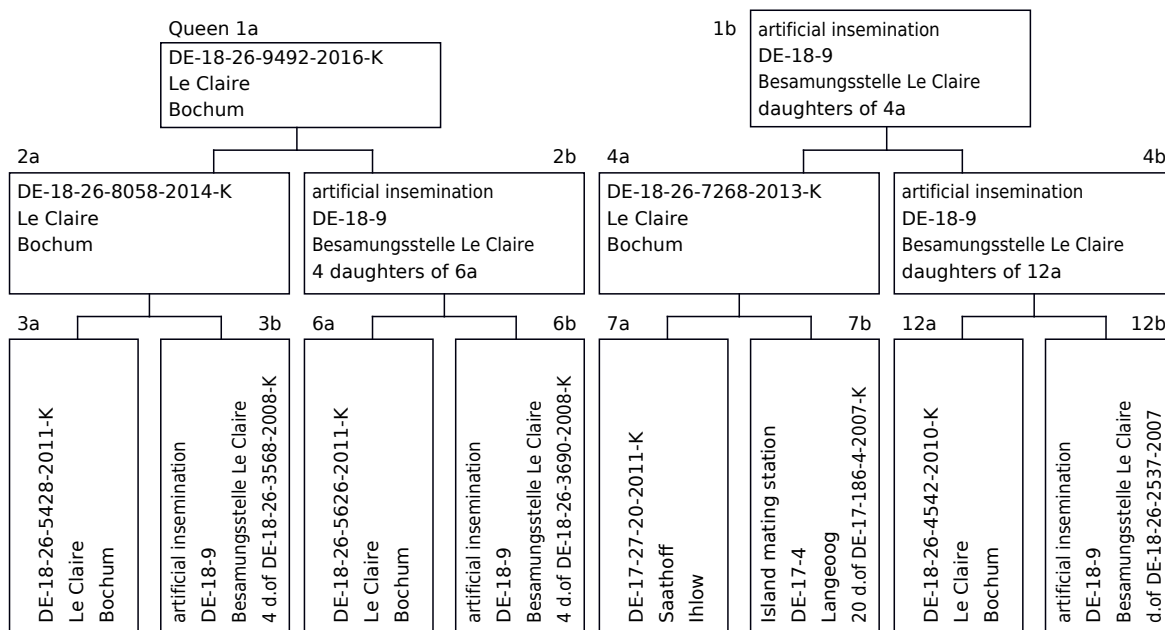 Queen 1a
DE-18-26-9492-2016-K
Le Claire
Bochum
1b
artificial insemination
DE-18-9
Besamungsstelle Le Claire
daughters of 4a
2a
DE-18-26-8058-2014-K
Le Claire
Bochum
2b
artificial insemination
DE-18-9
Besamungsstelle Le Claire
4 daughters of 6a
4a
DE-18-26-7268-2013-K
Le Claire
Bochum
4b
artificial insemination
DE-18-9
Besamungsstelle Le Claire
daughters of 12a
3a
DE-18-26-5428-2011-K
Le Claire
Bochum
3b
artificial insemination
DE-18-9
Besamungsstelle Le Claire
4 d.of DE-18-26-3568-2008-K
6a
DE-18-26-5626-2011-K
Le Claire
Bochum
6b
artificial insemination
DE-18-9
Besamungsstelle Le Claire
4 d.of DE-18-26-3690-2008-K
7a
DE-17-27-20-2011-K
Saathoff
Ihlow
7b
Island mating station
DE-17-4
Langeoog
20 d.of DE-17-186-4-2007-K
12a
DE-18-26-4542-2010-K
Le Claire
Bochum
12b
artificial insemination
DE-18-9
Besamungsstelle Le Claire
d.of DE-18-26-2537-2007